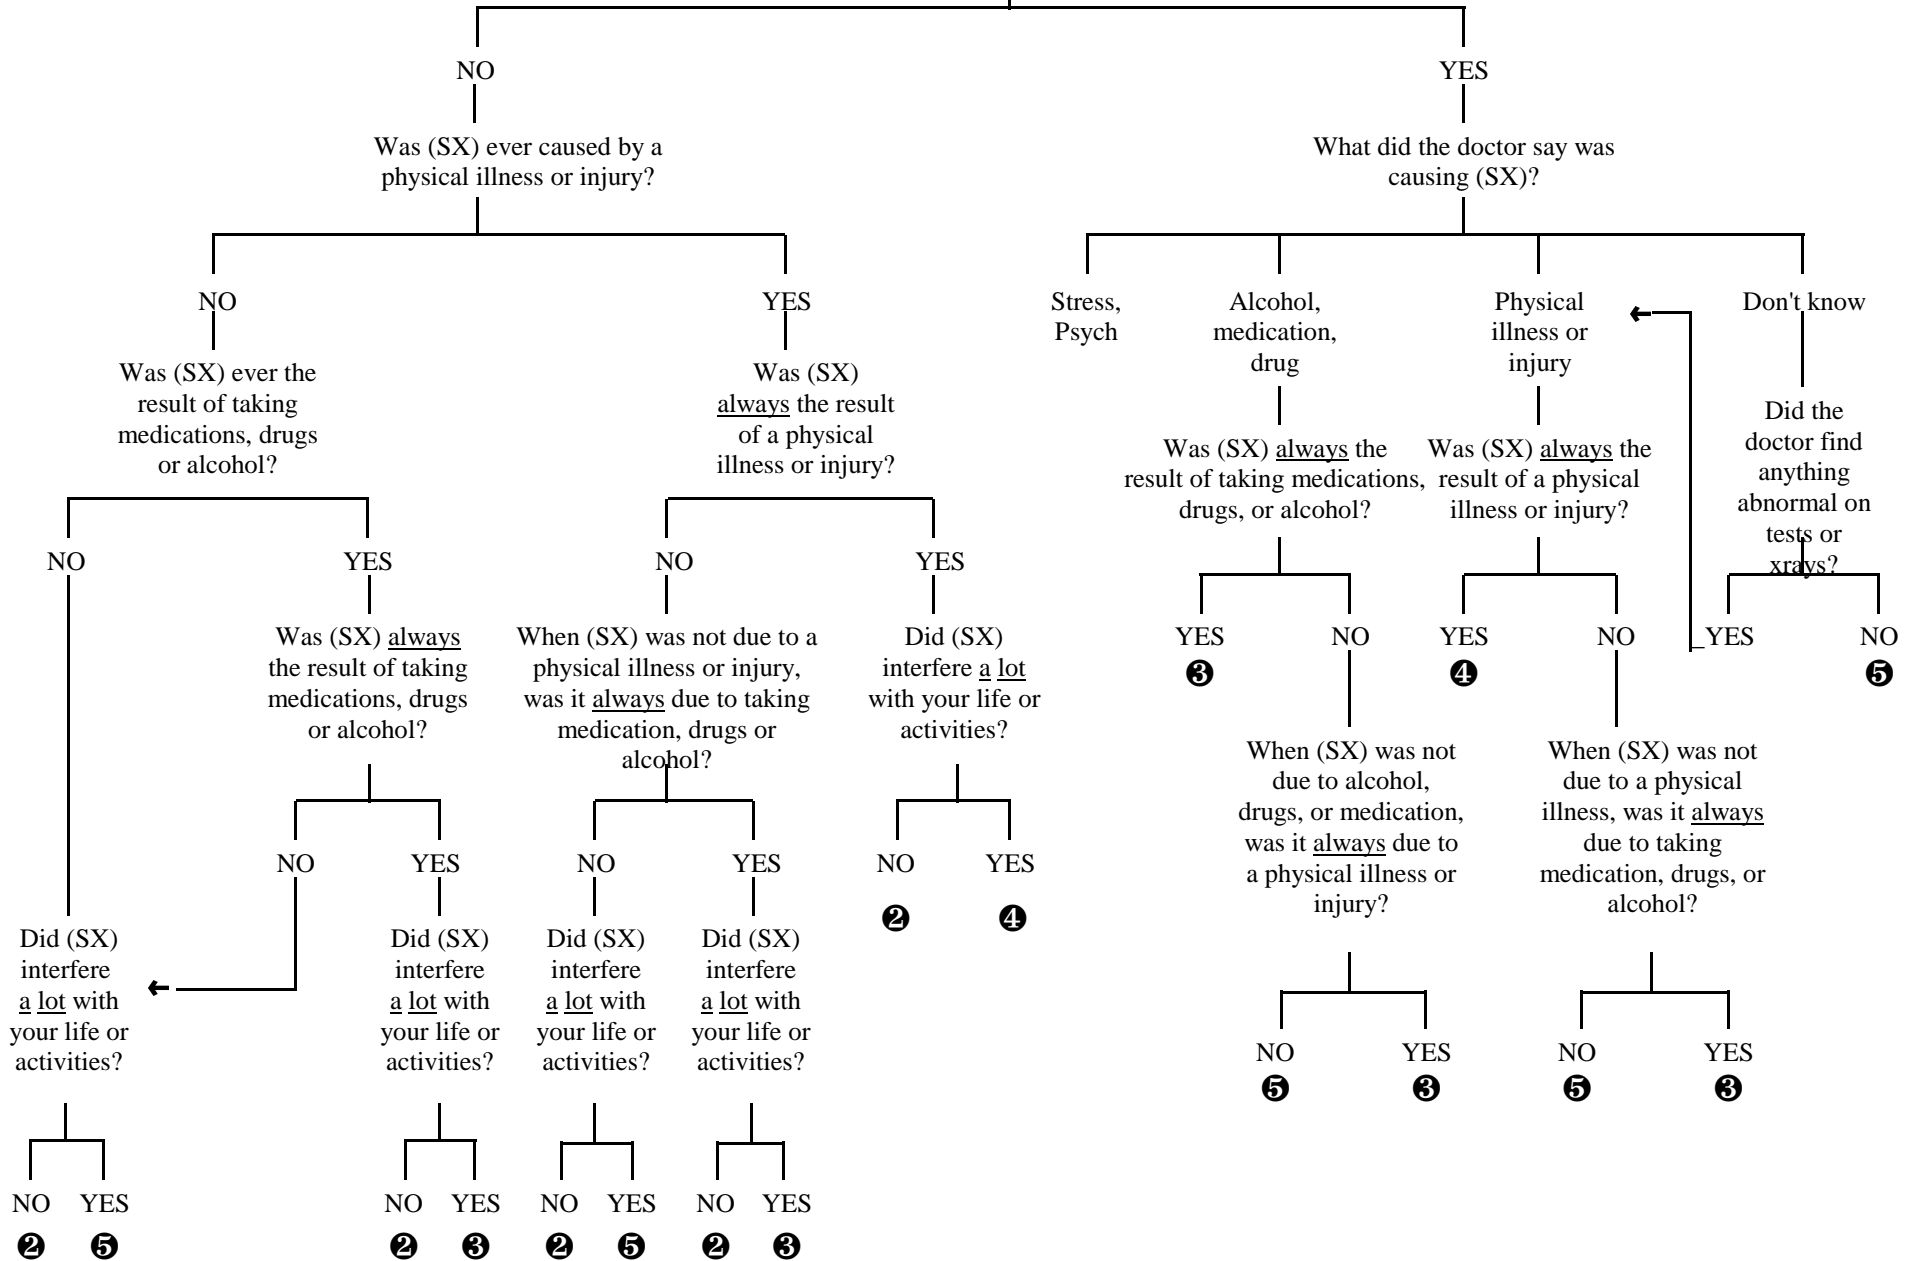 NO
YES
Was (SX) ever caused by a
physical illness or injury?
What did the doctor say was
causing (SX)?
NO
YES
Stress,
Psych
Alcohol,
medication,
drug
Physical
illness or
injury
Don't know
Was (SX) ever the
result of taking
medications, drugs
or alcohol?
Was (SX)
always the result
of a physical
illness or injury?
Was (SX) always the
result of taking medications,
drugs, or alcohol?
Was (SX) always the
result of a physical
illness or injury?
Did the
doctor find
anything
abnormal on
tests or
xrays?
NO
YES
NO
YES
YES
❸
NO
YES
❹
NO
YES
NO
❺
Was (SX) always
the result of taking
medications, drugs
or alcohol?
When (SX) was not due to a
physical illness or injury,
was it always due to taking
medication, drugs or
alcohol?
Did (SX)
interfere a lot
with your life or
activities?
When (SX) was not
due to alcohol,
drugs, or medication,
was it always due to
a physical illness or
injury?
When (SX) was not
due to a physical
illness, was it always
due to taking
medication, drugs, or
alcohol?
NO
YES
NO
YES
NO
❷
YES
❹
Did (SX)
interfere
a lot with
your life or
activities?
Did (SX)
interfere
a lot with
your life or
activities?
Did (SX)
interfere
a lot with
your life or
activities?
Did (SX)
interfere
a lot with
your life or
activities?
NO
❺
YES
❸
NO
❺
YES
❸
NO
❷
YES
❺
NO
❷
YES
❸
NO
❷
YES
❺
NO
❷
YES
❸